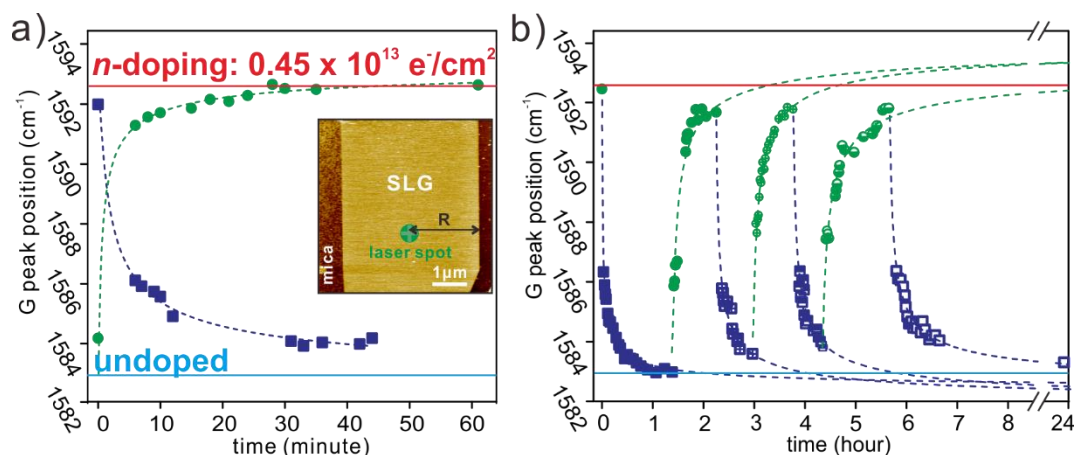 a)
G peak position (cm⁻¹)
1594
1592
1590
1588
1586
1584
1582
n-doping: 0.45 x 10¹³ e⁻/cm²
undoped
SLG
R
laser spot
mica
1μm
0 10 20 30 40 50 60
time (minute)
b)
G peak position (cm⁻¹)
1594
1592
1590
1588
1586
1584
1582
0 1 2 3 4 5 6 7 8 24
time (hour)